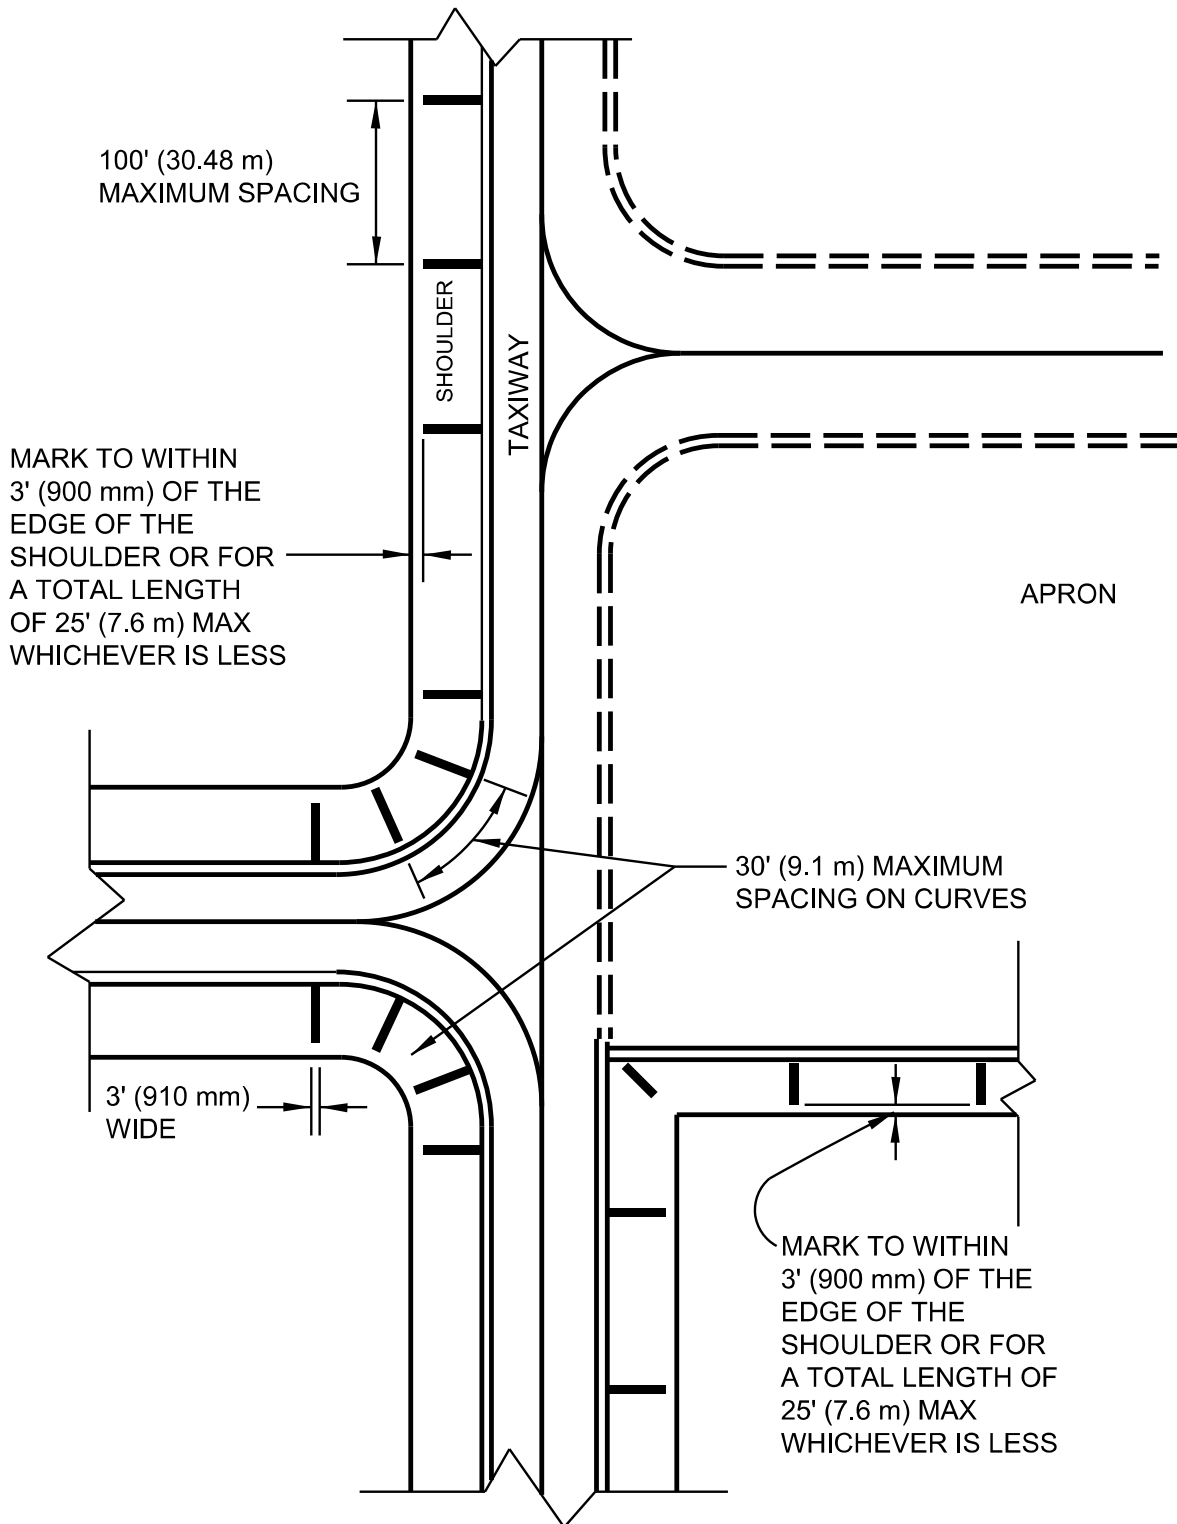 100' (30.48 m)
MAXIMUM SPACING
SHOULDER
TAXIWAY
MARK TO WITHIN
3' (900 mm) OF THE
EDGE OF THE
SHOULDER OR FOR
A TOTAL LENGTH
OF 25' (7.6 m) MAX
WHICHEVER IS LESS
APRON
30' (9.1 m) MAXIMUM
SPACING ON CURVES
3' (910 mm)
WIDE
MARK TO WITHIN
3' (900 mm) OF THE
EDGE OF THE
SHOULDER OR FOR
A TOTAL LENGTH OF
25' (7.6 m) MAX
WHICHEVER IS LESS